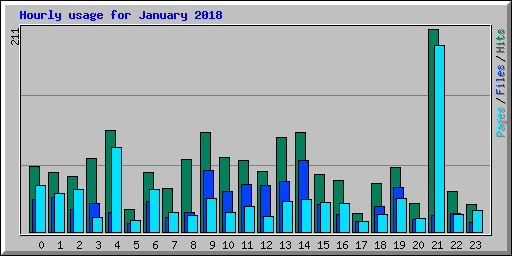 Hourly usage for January 2018
211
Pages/Files/Hits
0 1 2 3 4 5 6 7 8 9 10 11 12 13 14 15 16 17 18 19 20 21 22 23